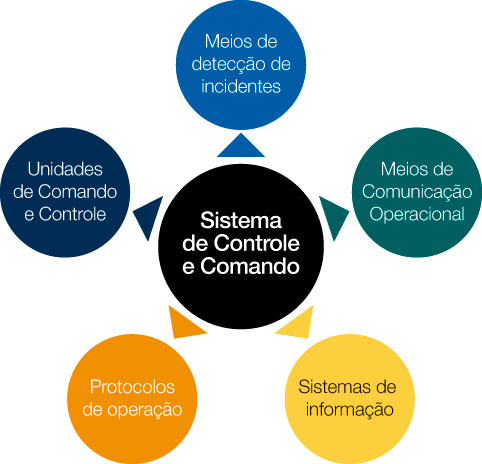 Meios de
detecção de
incidentes
Unidades
de Comando
e Controle
Meios de
Comunicação
Operacional
Sistema
de Controle
e Comando
Protocolos
de operação
Sistemas de
informação